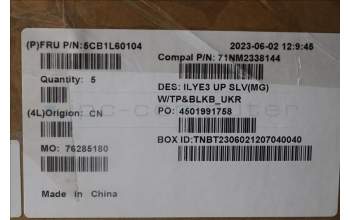 (P)FRU P/N:5CB1L60104
2023-06-02 12:9:45
Compal P/N: 71NM2338144
Quantity: 5
DES: ILYE3 UP SLV(MG)
W/TP&BLKB_UKR
(4L)Origion: CN
PO: 4501991758
MO: 76285180
BOX ID:TNBT2306021207040040
Made in China